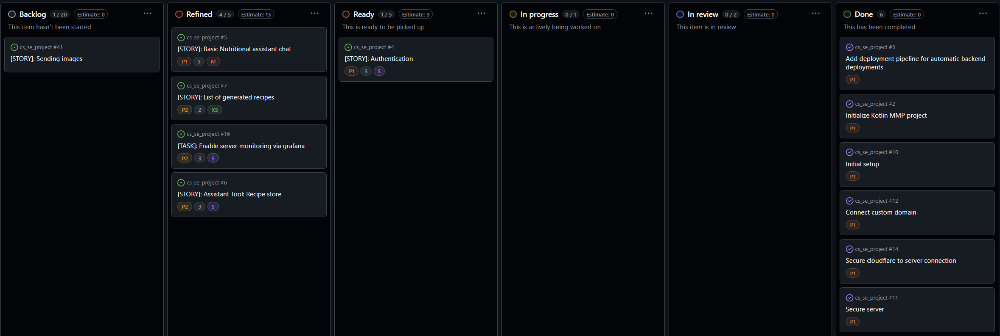 Backlog 1 / 20 Estimate: 0
This item hasn't been started
cs_se_project #41
[STORY]: Sending images
Refined 4 / 5 Estimate: 13
cs_se_project #5
[STORY]: Basic Nutritional assistant chat
P1 5 M
cs_se_project #7
[STORY]: List of generated recipes
P2 2 XS
cs_se_project #16
[TASK]: Enable server monitoring via grafana
P2 3 S
cs_se_project #6
[STORY]: Assistant Tool: Recipe store
P2 3 S
Ready 1 / 5 Estimate: 3
This is ready to be picked up
cs_se_project #4
[STORY]: Authentication
P1 3 S
In progress 0 / 1 Estimate: 0
This is actively being worked on
In review 0 / 2 Estimate: 0
This item is in review
Done 6 Estimate: 0
This has been completed
cs_se_project #3
Add deployment pipeline for automatic backend
deployments
P1
cs_se_project #2
Initialize Kotlin MMP project
P1
cs_se_project #10
Initial setup
P1
cs_se_project #12
Connect custom domain
P1
cs_se_project #14
Secure cloudflare to server connection
P1
cs_se_project #11
Secure server
P1